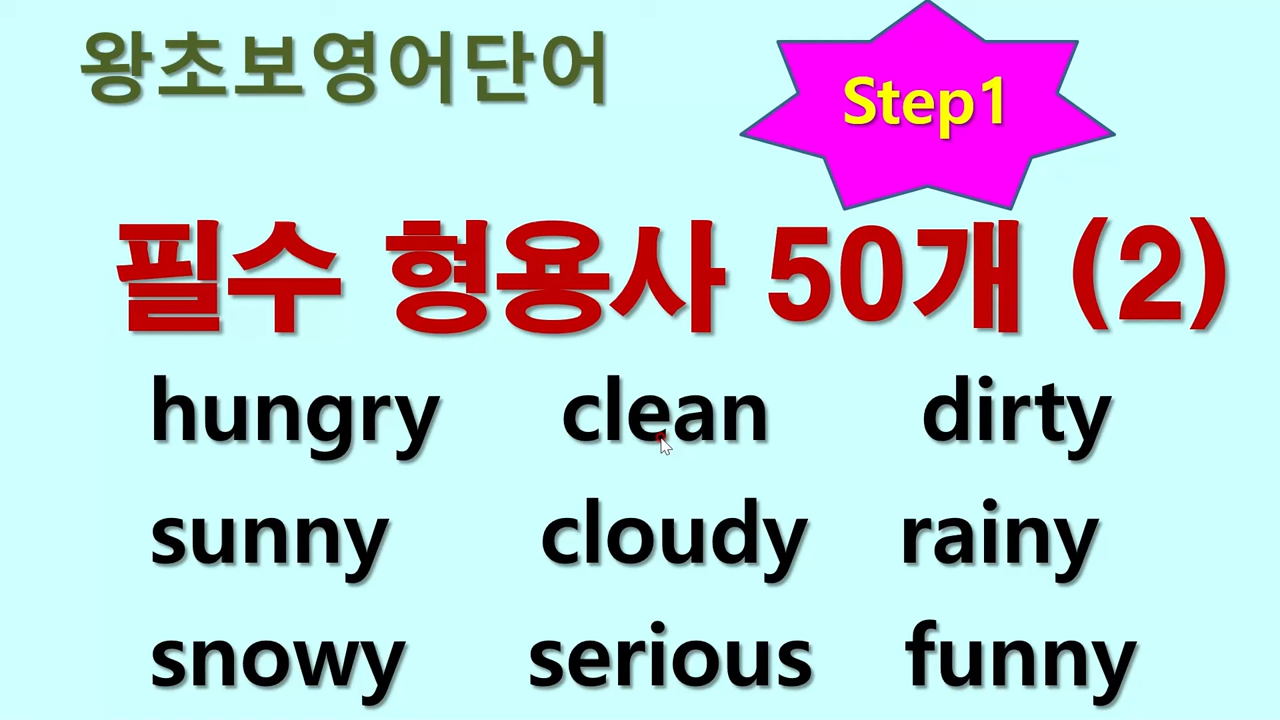 왕초보영어단어
Step1
필수 형용사 50개 (2)
hungry clean dirty
sunny cloudy rainy
snowy serious funny